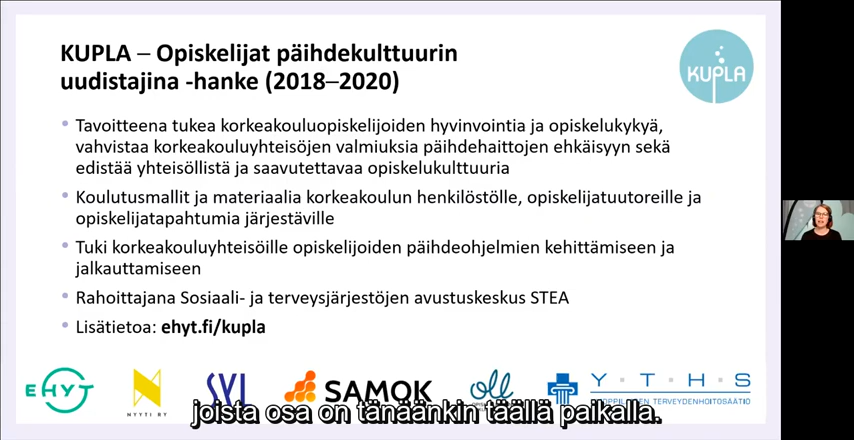 KUPLA – Opiskelijat päihdekulttuurin
uudistajina -hanke (2018–2020)
KUPLA
• Tavoitteena tukea korkeakouluopiskelijoiden hyvinvointia ja opiskelukykyä,
vahvistaa korkeakouluyhteisöjen valmiuksia päihdehaittojen ehkäisyyn sekä
edistää yhteisöllistä ja saavutettavaa opiskelukulttuuria
• Koulutusmallit ja materiaalia korkeakoulun henkilöstölle, opiskelijatuutoreille ja
opiskelijatapahtumia järjestäville
• Tuki korkeakouluyhteisöille opiskelijoiden päihdeohjelmien kehittämiseen ja
jalkauttamiseen
• Rahoittajana Sosiaali- ja terveysjärjestöjen avustuskeskus STEA
• Lisätietoa: ehyt.fi/kupla
EHYT
NYYTI RY
SYL
SAMOK
oll
Y·T·H·S
TERVEYDENHOITOSÄÄTIÖ
joista osa on tänäänkin täällä paikalla.